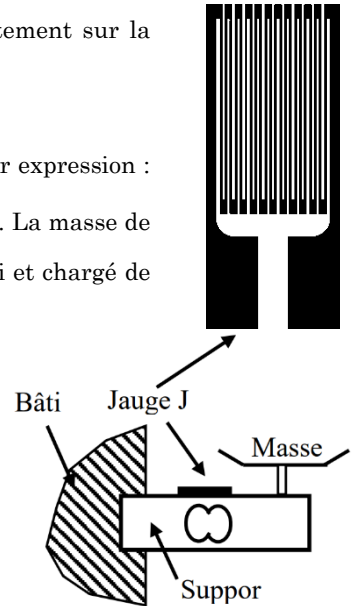 tement sur la
r expression :
. La masse de
i et chargé de
Bâti
Jauge J
Masse
Suppor